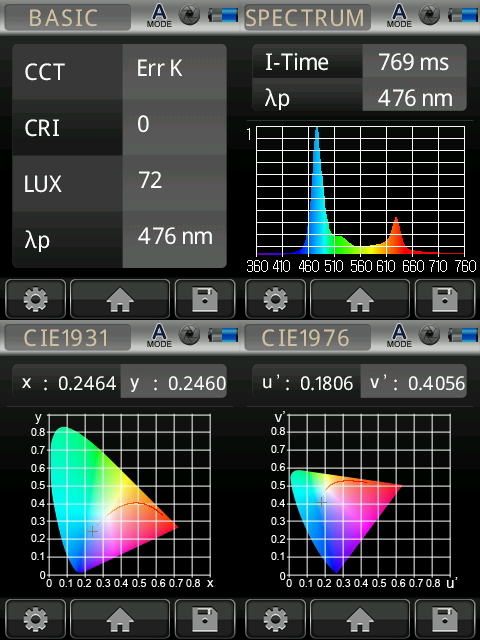 BASIC
A
MODE
CCT Err K
CRI 0
LUX 72
λp 476 nm
SPECTRUM
A
MODE
I-Time 769 ms
λp 476 nm
1
360 410 460 510 560 610 660 710 760
CIE1931
A
MODE
x : 0.2464 y : 0.2460
y
0.8
0.7
0.6
0.5
0.4
0.3
0.2
0.1
0
0 0.1 0.2 0.3 0.4 0.5 0.6 0.7 0.8 x
CIE1976
A
MODE
u' : 0.1806 v' : 0.4056
v'
0.8
0.7
0.6
0.5
0.4
0.3
0.2
0.1
0
0 0.1 0.2 0.3 0.4 0.5 0.6 0.7 0.8 u'